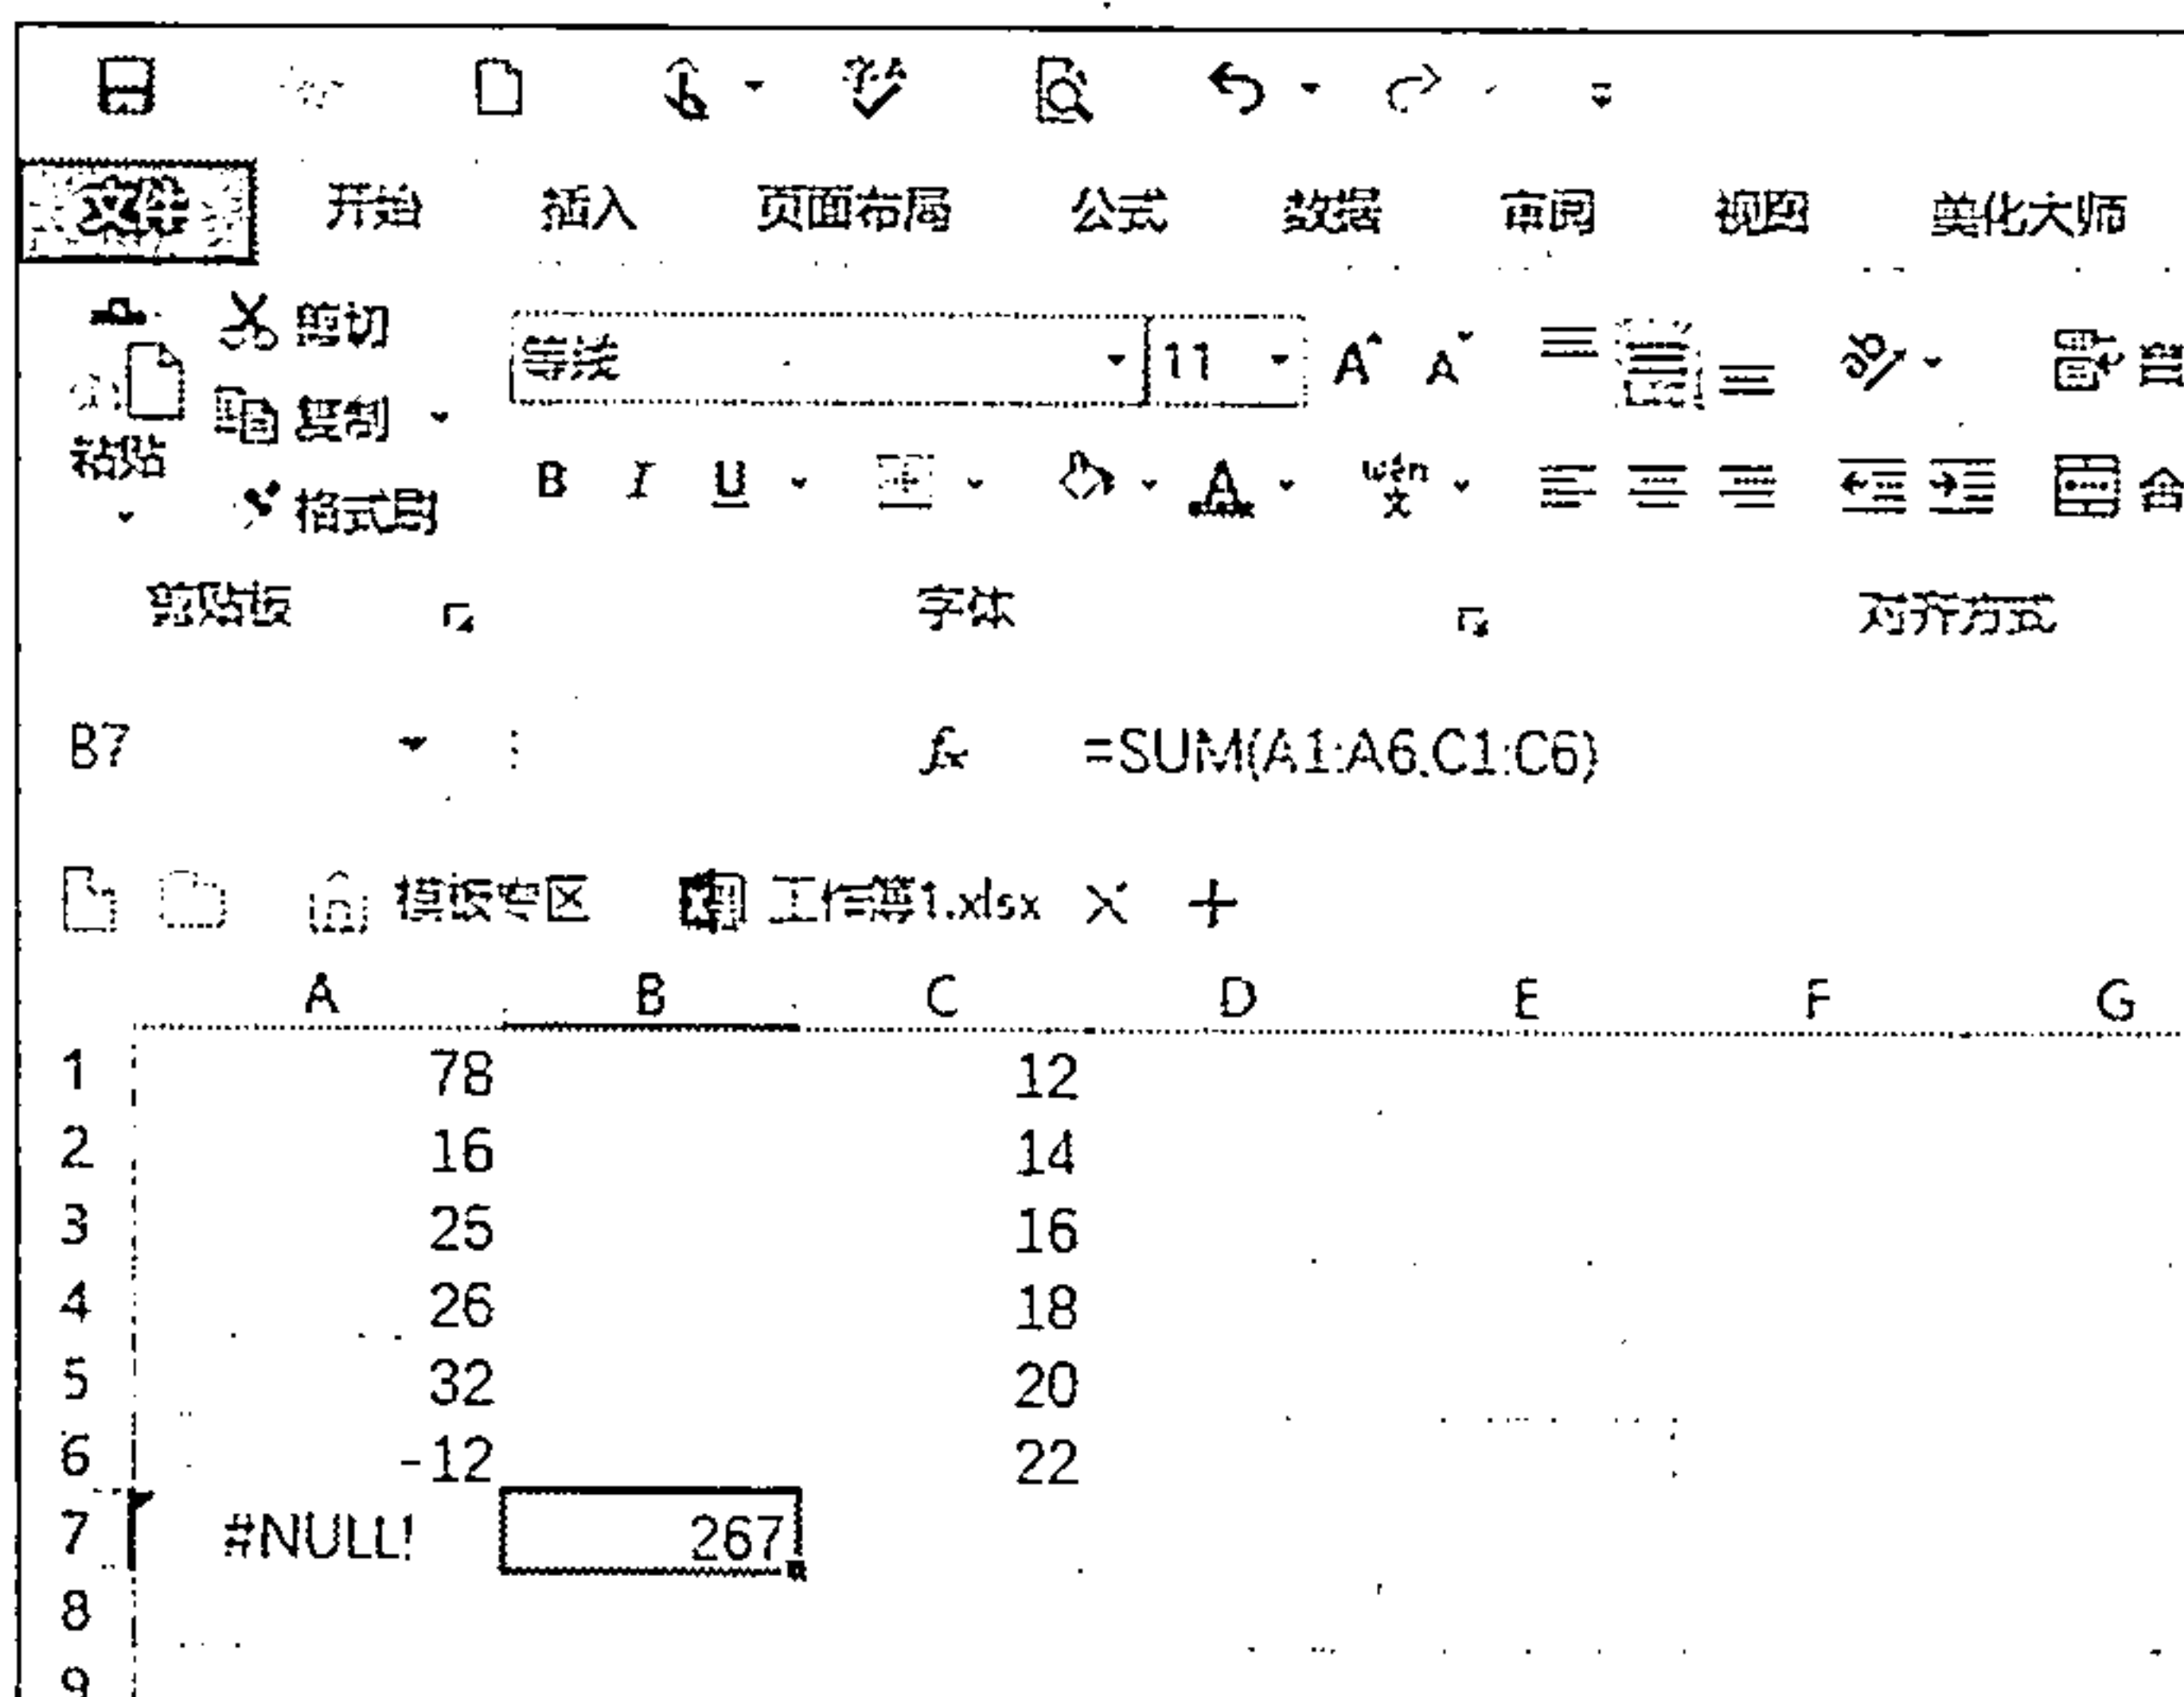 文件 开始 插入 页面布局 公式 数据 审阅 视图 美化大师
剪切 等线 11 A A
复制
粘贴 B I U A wén 文 合
格式刷
剪贴板 字体 对齐方式
B7 fx =SUM(A1:A6,C1:C6)
模板专区 工作簿1.xlsx
A B C D E F G
1 78 12
2 16 14
3 25 16
4 26 18
5 32 20
6 -12 22
7 #NULL! 267
8
9